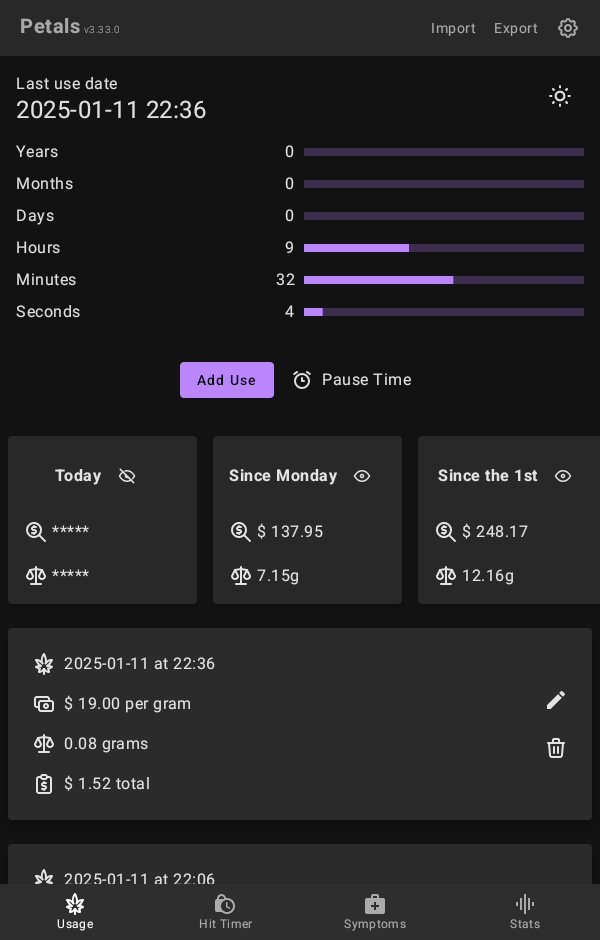 Petals v3.33.0 Import Export
Last use date
2025-01-11 22:36
Years 0
Months 0
Days 0
Hours 9
Minutes 32
Seconds 4
Add Use Pause Time
Today Since Monday Since the 1st
***** $ 137.95 $ 248.17
***** 7.15g 12.16g
2025-01-11 at 22:36
$ 19.00 per gram
0.08 grams
$ 1.52 total
2025-01-11 at 22:06
Usage Hit Timer Symptoms Stats